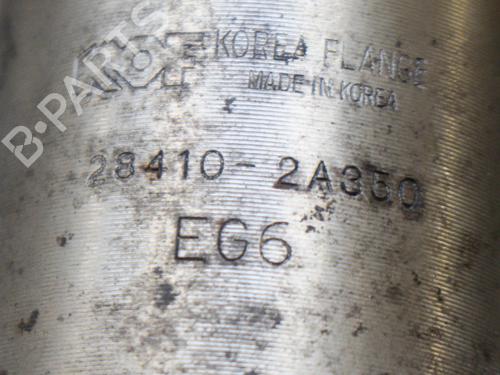 KOREA FLANGE
MADE IN KOREA
28410-2A350
EG6
B-PARTS